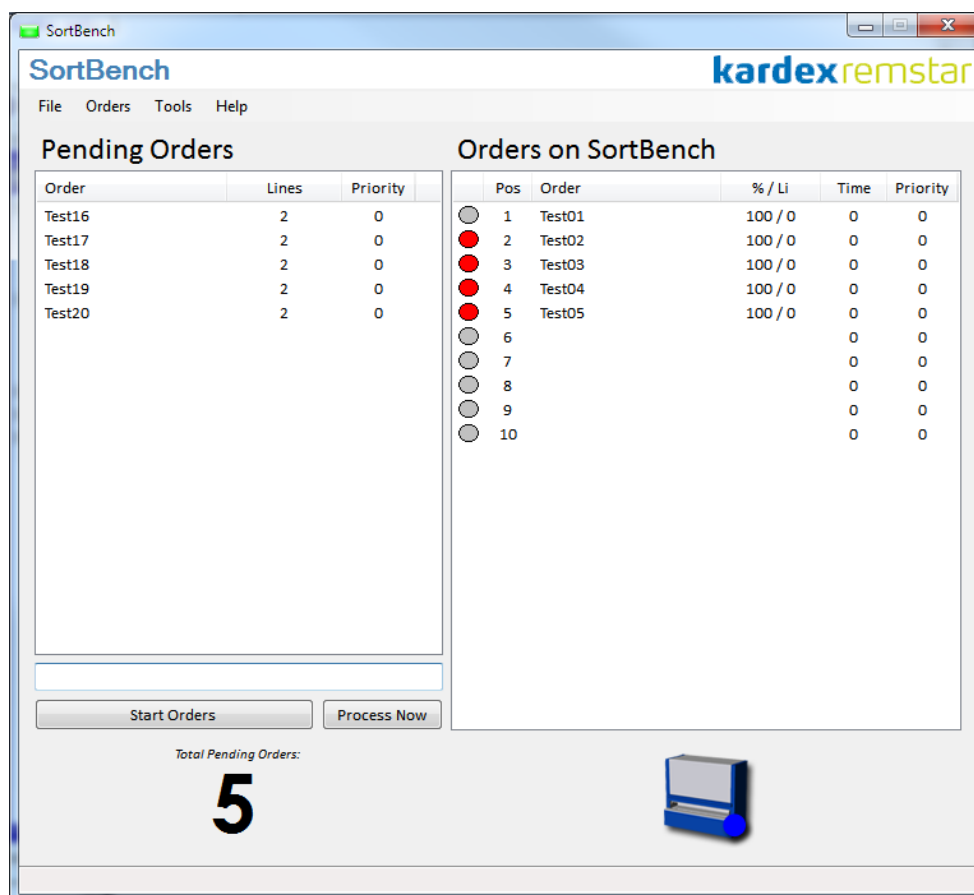 SortBench
SortBench
kardexremstar
File Orders Tools Help
Pending Orders
Order Lines Priority
Test16 2 0
Test17 2 0
Test18 2 0
Test19 2 0
Test20 2 0
Start Orders Process Now
Total Pending Orders:
5
Orders on SortBench
Pos Order % / Li Time Priority
1 Test01 100 / 0 0 0
2 Test02 100 / 0 0 0
3 Test03 100 / 0 0 0
4 Test04 100 / 0 0 0
5 Test05 100 / 0 0 0
6 0 0
7 0 0
8 0 0
9 0 0
10 0 0